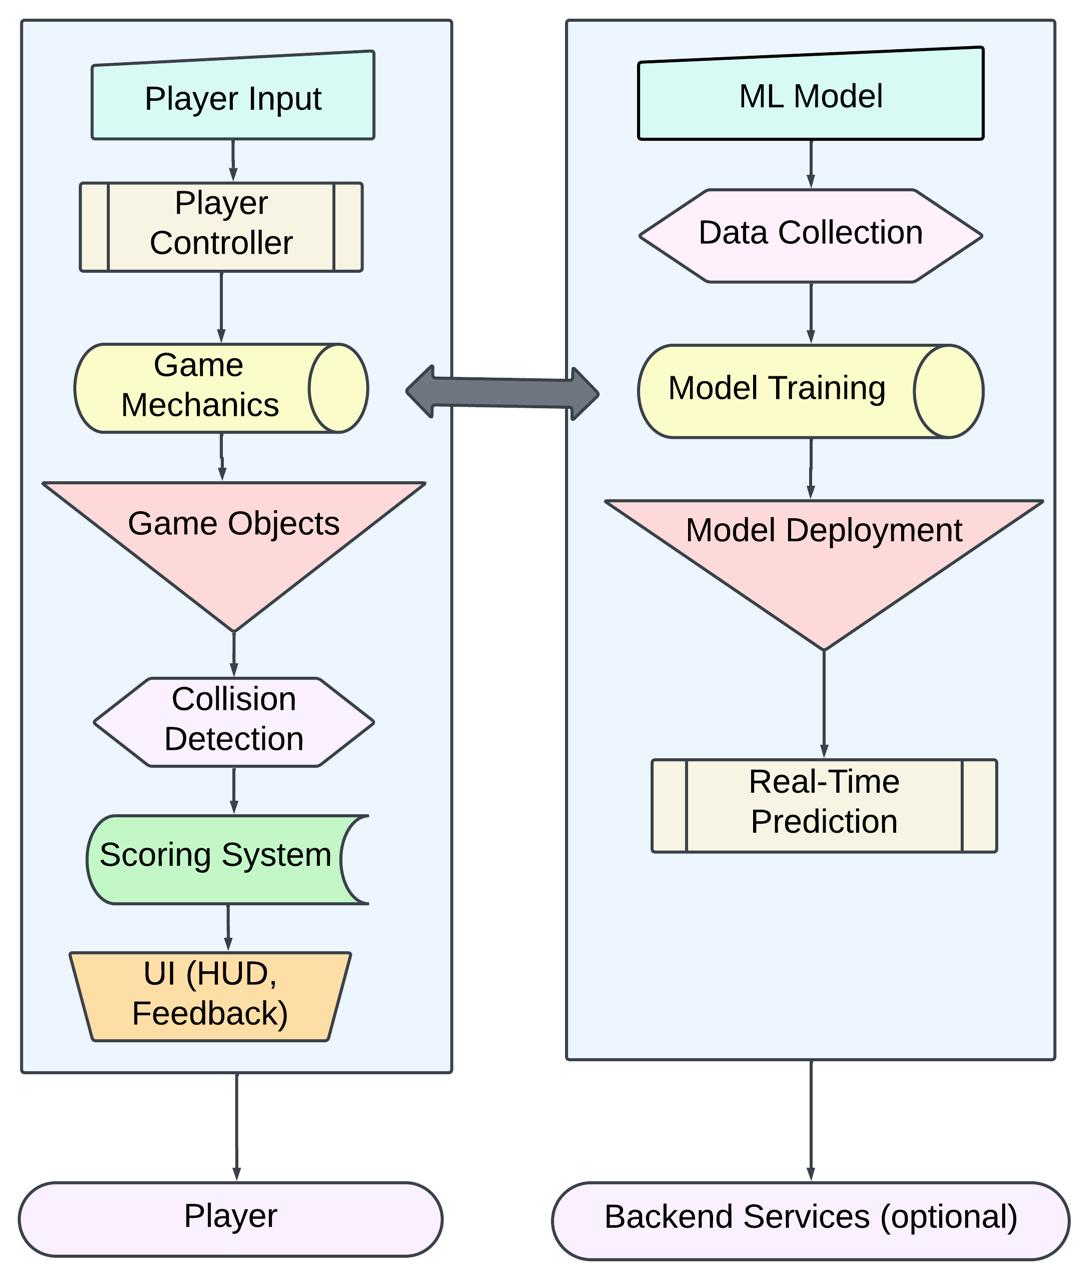 Player Input
Player
Controller
Game
Mechanics
Game Objects
Collision
Detection
Scoring System
UI (HUD,
Feedback)
Player
ML Model
Data Collection
Model Training
Model Deployment
Real-Time
Prediction
Backend Services (optional)